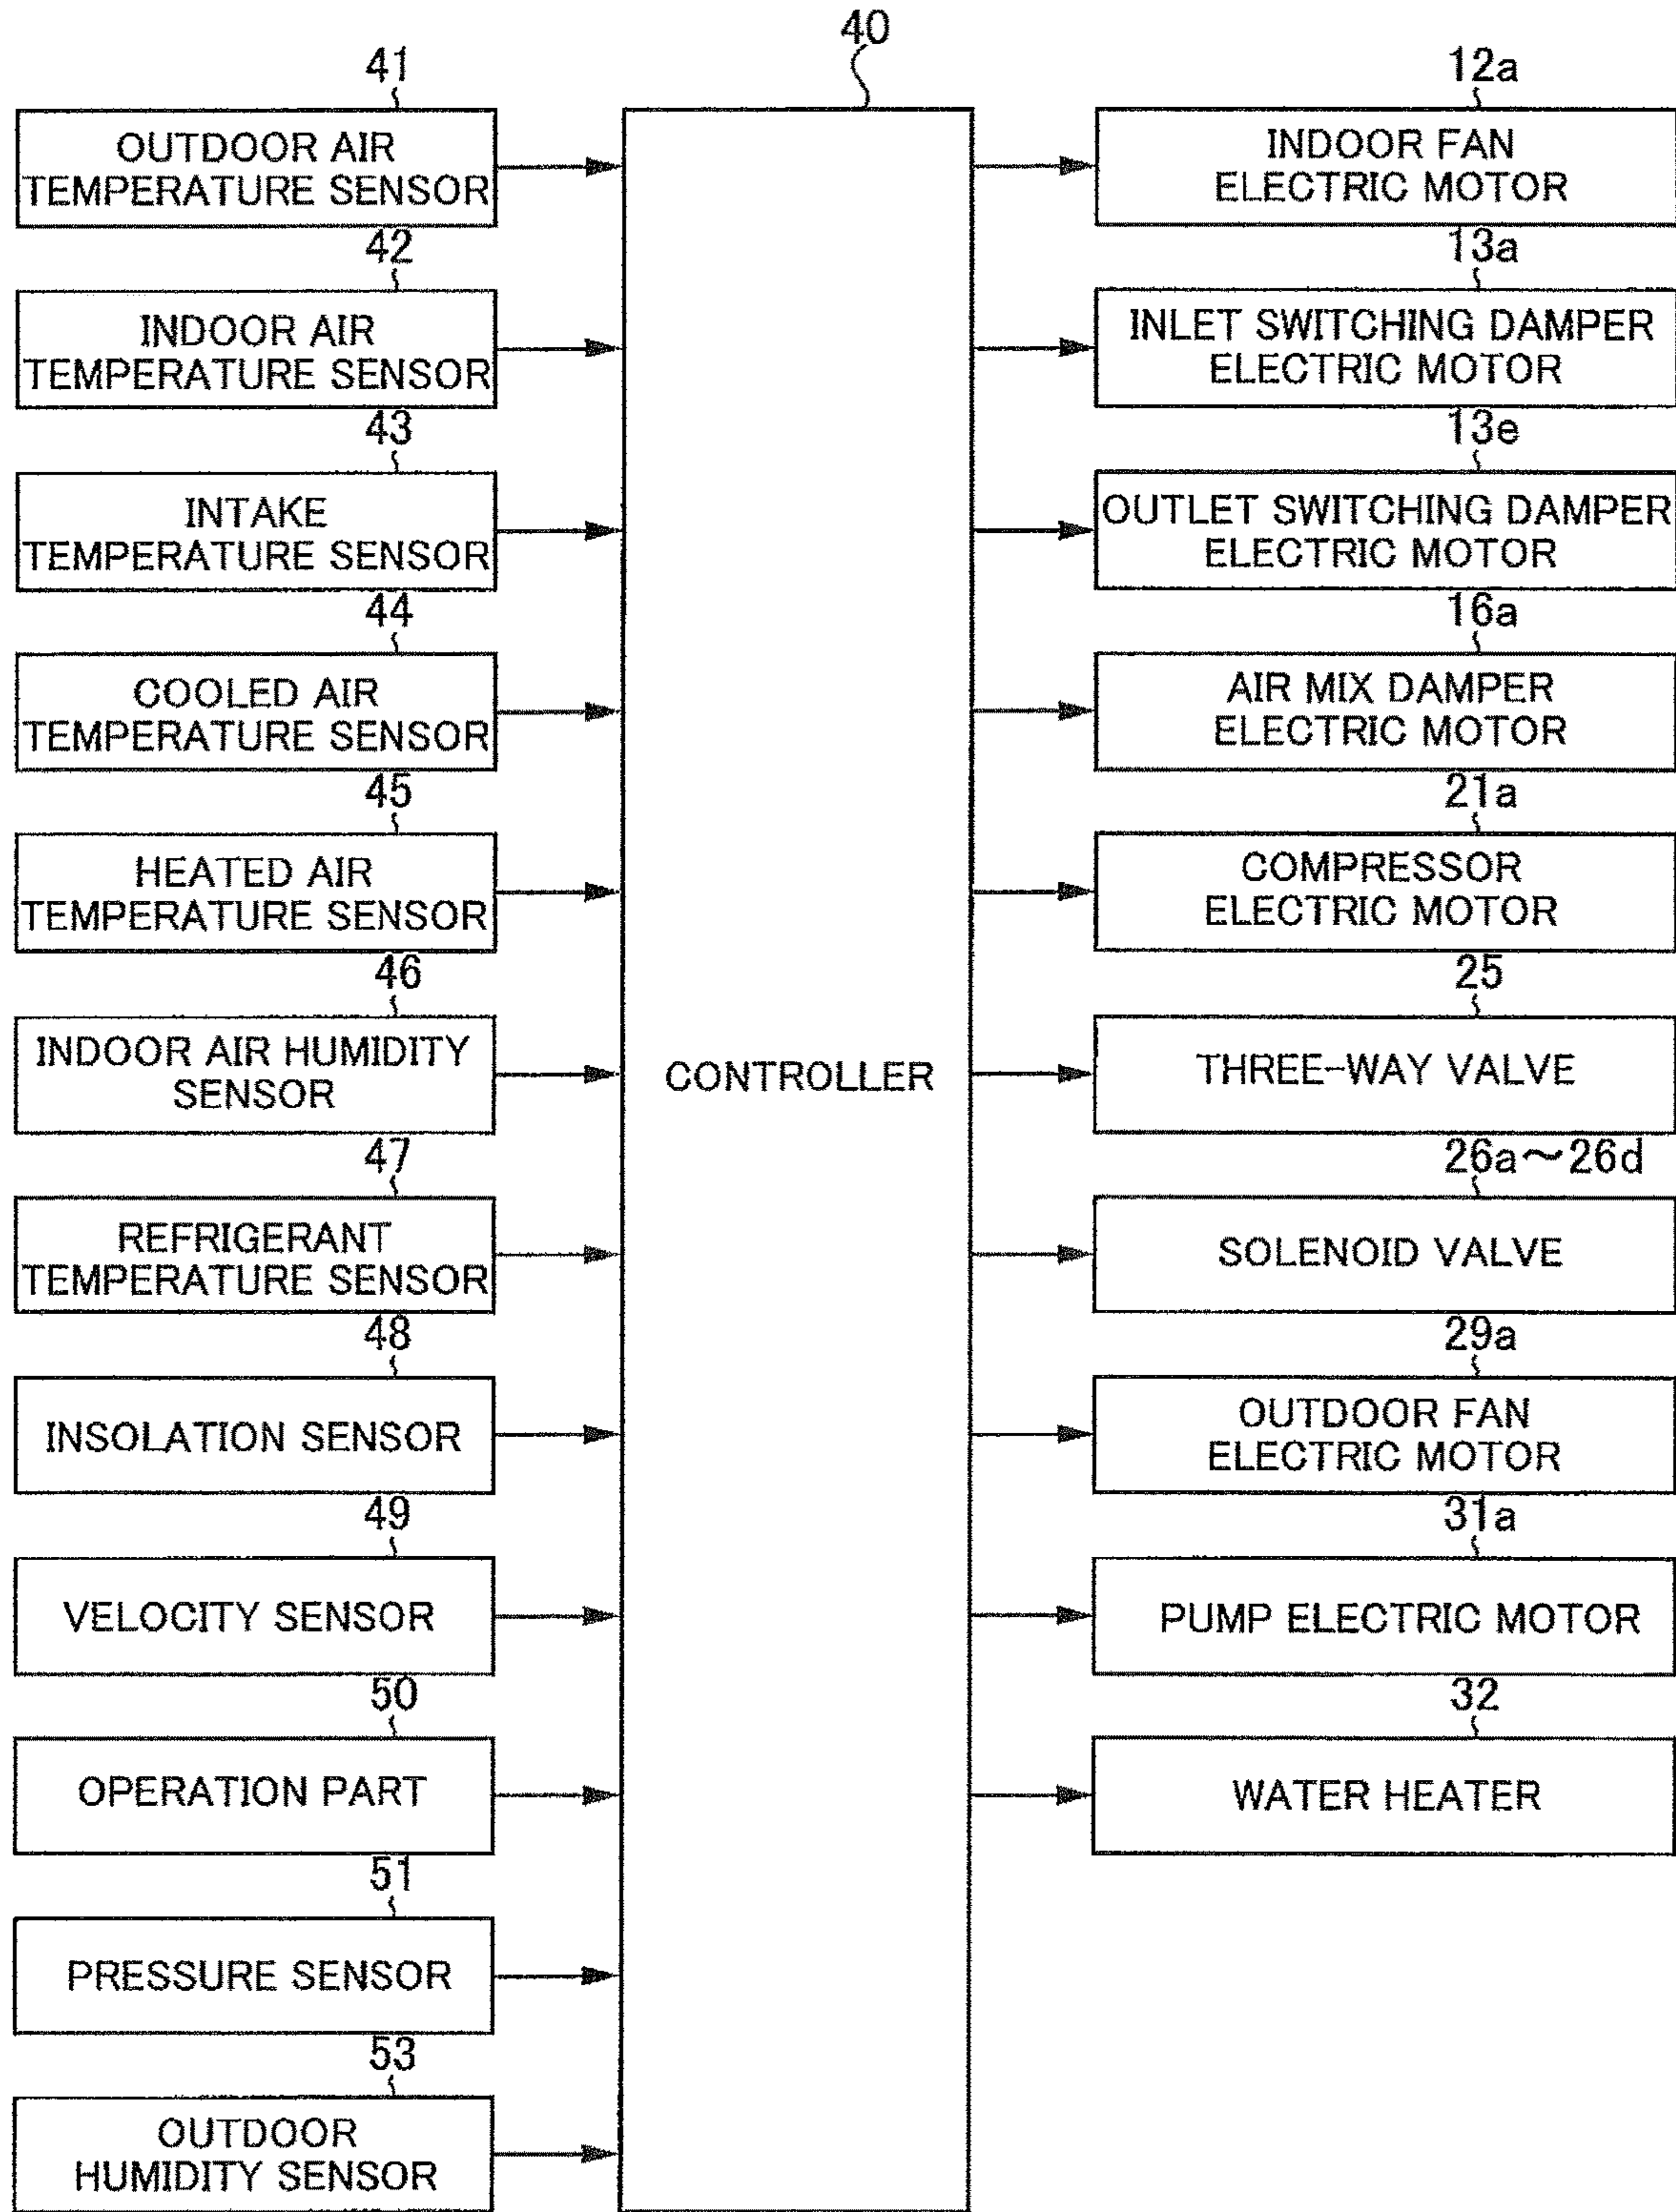 40
41
OUTDOOR AIR
TEMPERATURE SENSOR
42
INDOOR AIR
TEMPERATURE SENSOR
43
INTAKE
TEMPERATURE SENSOR
44
COOLED AIR
TEMPERATURE SENSOR
45
HEATED AIR
TEMPERATURE SENSOR
46
INDOOR AIR HUMIDITY
SENSOR
47
REFRIGERANT
TEMPERATURE SENSOR
48
INSOLATION SENSOR
49
VELOCITY SENSOR
50
OPERATION PART
51
PRESSURE SENSOR
53
OUTDOOR
HUMIDITY SENSOR
CONTROLLER
12a
INDOOR FAN
ELECTRIC MOTOR
13a
INLET SWITCHING DAMPER
ELECTRIC MOTOR
13e
OUTLET SWITCHING DAMPER
ELECTRIC MOTOR
16a
AIR MIX DAMPER
ELECTRIC MOTOR
21a
COMPRESSOR
ELECTRIC MOTOR
25
THREE-WAY VALVE
26a～26d
SOLENOID VALVE
29a
OUTDOOR FAN
ELECTRIC MOTOR
31a
PUMP ELECTRIC MOTOR
32
WATER HEATER